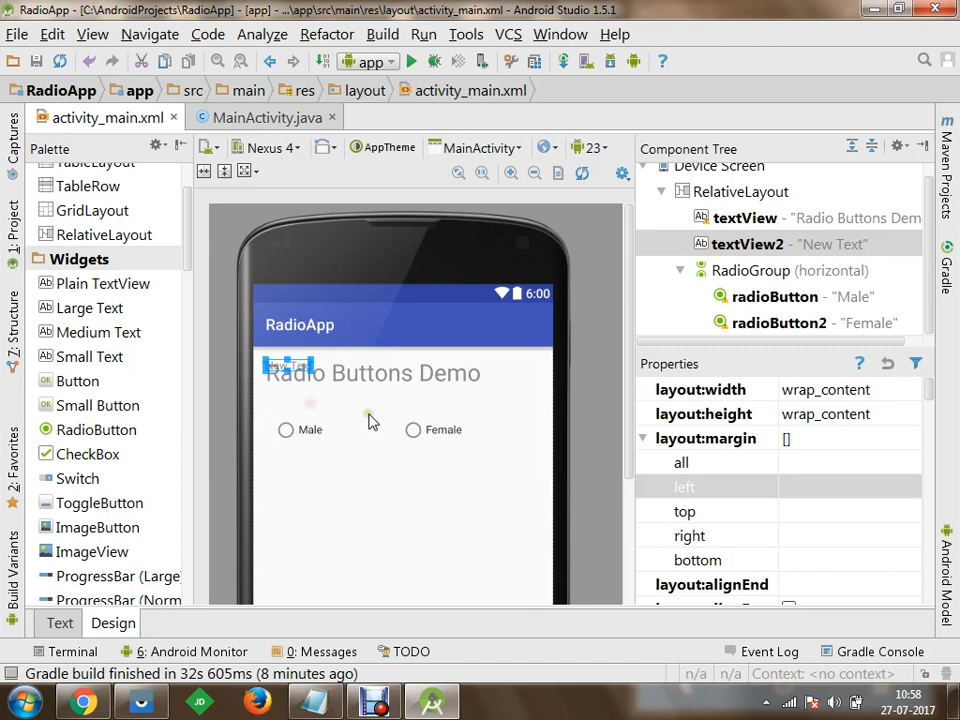 RadioApp - [C:\AndroidProjects\RadioApp] - [app] - ...\app\src\main\res\layout\activity_main.xml - Android Studio 1.5.1
File Edit View Navigate Code Analyze Refactor Build Run Tools VCS Window Help
app
RadioApp app src main res layout activity_main.xml
activity_main.xml MainActivity.java
Palette
TableLayout
TableRow
GridLayout
RelativeLayout
Widgets
Plain TextView
Large Text
Medium Text
Small Text
Button
Small Button
RadioButton
CheckBox
Switch
ToggleButton
ImageButton
ImageView
ProgressBar (Large)
ProgressBar (Norm
Captures
1: Project
7: Structure
2: Favorites
Build Variants
Nexus 4 AppTheme MainActivity 23
6:00
RadioApp
New Text
Radio Buttons Demo
Male Female
Component Tree
Device Screen
RelativeLayout
textView - "Radio Buttons Dem
textView2 - "New Text"
RadioGroup (horizontal)
radioButton - "Male"
radioButton2 - "Female"
Properties
layout:width wrap_content
layout:height wrap_content
layout:margin []
all
left
top
right
bottom
layout:alignEnd
Maven Projects
Gradle
Android Model
Text Design
Terminal 6: Android Monitor 0: Messages TODO Event Log Gradle Console
Gradle build finished in 32s 605ms (8 minutes ago) n/a n/a Context: <no context>
JD
10:58
27-07-2017